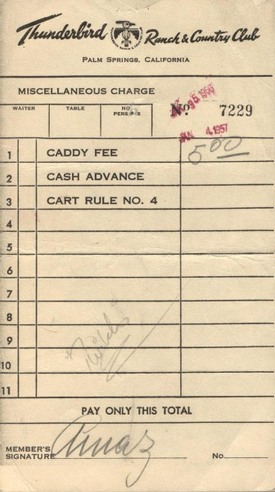 Thunderbird Ranch & Country Club
PALM SPRINGS, CALIFORNIA
MISCELLANEOUS CHARGE
WAITER TABLE NO. PERSONS
No. 7229
JAN 4 1957
5 00
1 CADDY FEE
2 CASH ADVANCE
3 CART RULE NO. 4
4
5
6
7
8
9
10
11
PAY ONLY THIS TOTAL
MEMBER'S
SIGNATURE
No.